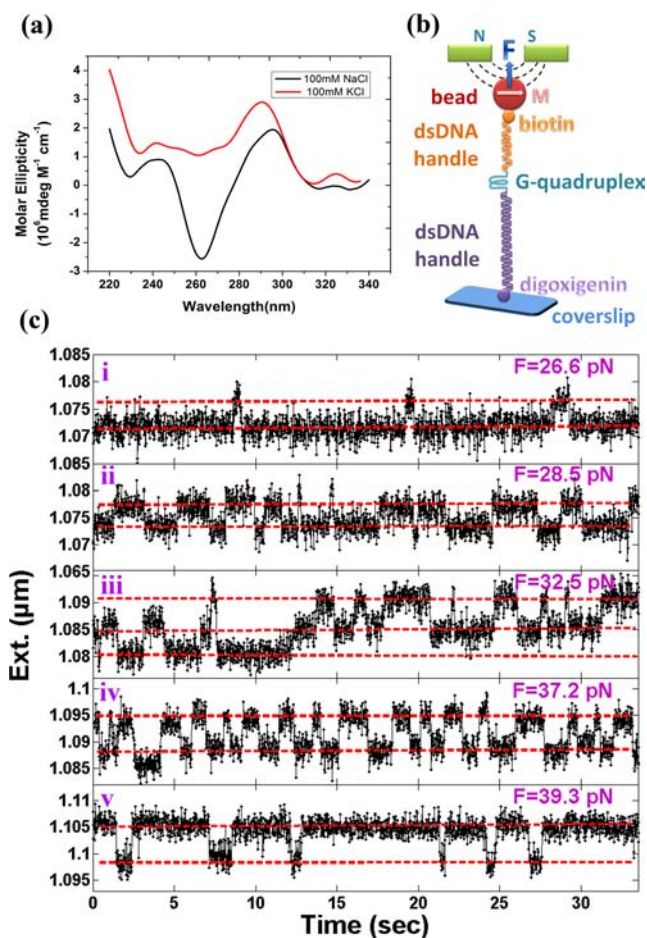 (a)
Molar Ellipticity
(10⁶mdeg M⁻¹ cm⁻¹)
5
4
3
2
1
0
-1
-2
-3
100mM NaCl
100mM KCl
220
240
260
280
300
320
340
Wavelength(nm)
(b)
N
S
F
bead
M
biotin
dsDNA
handle
G-quadruplex
dsDNA
handle
digoxigenin
coverslip
(c)
Ext. (µm)
i
F=26.6 pN
1.085
1.08
1.075
1.07
1.065
ii
F=28.5 pN
1.08
1.075
1.07
1.065
iii
F=32.5 pN
1.09
1.085
1.08
1.1
iv
F=37.2 pN
1.095
1.09
1.085
v
F=39.3 pN
1.11
1.105
1.1
1.095
0
5
10
15
20
25
30
Time (sec)